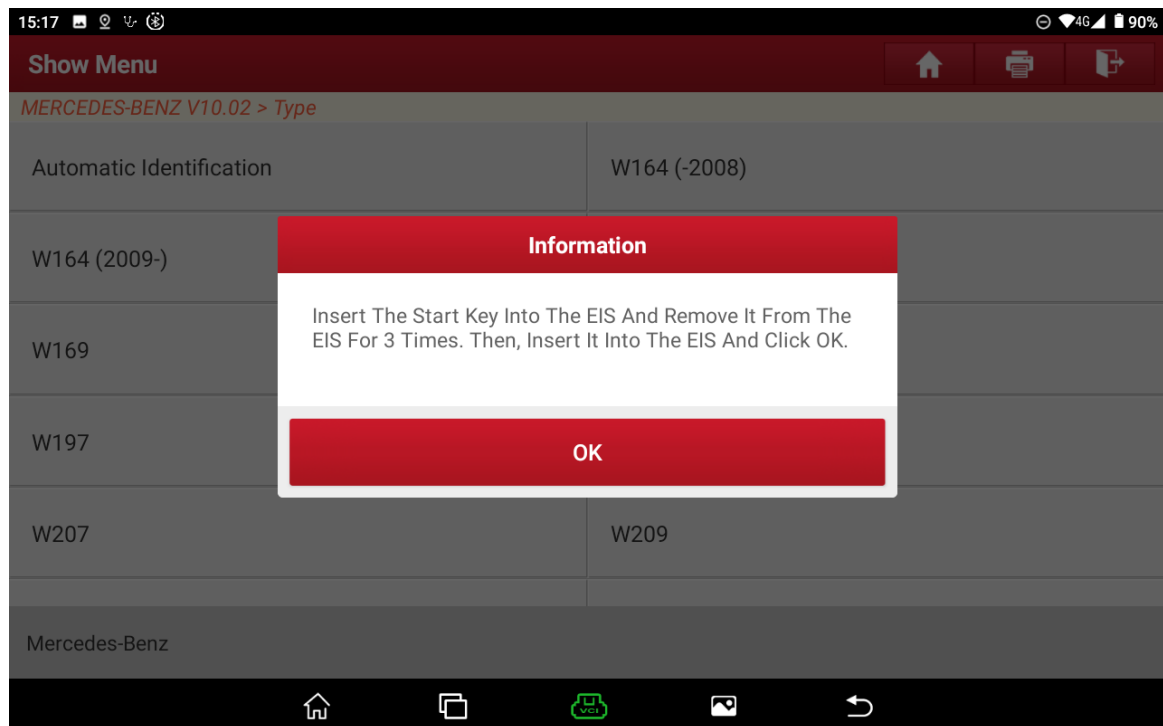 15:17
4G 90%
Show Menu
MERCEDES-BENZ V10.02 > Type
Automatic Identification
W164 (-2008)
W164 (2009-)
Information
Insert The Start Key Into The EIS And Remove It From The
EIS For 3 Times. Then, Insert It Into The EIS And Click OK.
W169
W197
OK
W207
W209
Mercedes-Benz
VCI